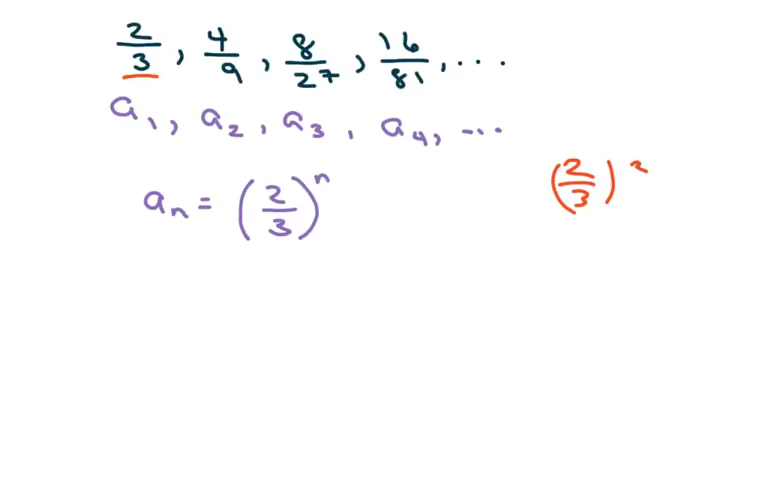 2/3, 4/9, 8/27, 16/81, ...
a₁, a₂, a₃, a₄, ...
aₙ = (2/3)ⁿ
(2/3)²